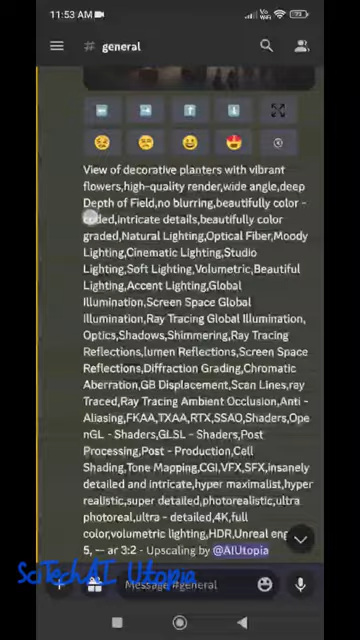 11:53 AM
Vo WiFi 73
# general
View of decorative planters with vibrant
flowers,high-quality render,wide angle,deep
Depth of Field,no blurring,beautifully color -
coded,intricate details,beautifully color
graded,Natural Lighting,Optical Fiber,Moody
Lighting,Cinematic Lighting,Studio
Lighting,Soft Lighting,Volumetric,Beautiful
Lighting,Accent Lighting,Global
Illumination,Screen Space Global
Illumination,Ray Tracing Global Illumination,
Optics,Shadows,Shimmering,Ray Tracing
Reflections,lumen Reflections,Screen Space
Reflections,Diffraction Grading,Chromatic
Aberration,GB Displacement,Scan Lines,ray
Traced,Ray Tracing Ambient Occlusion,Anti -
Aliasing,FKAA,TXAA,RTX,SSAO,Shaders,Ope
nGL - Shaders,GLSL - Shaders,Post
Processing,Post - Production,Cell
Shading,Tone Mapping,CGI,VFX,SFX,insanely
detailed and intricate,hyper maximalist,hyper
realistic,super detailed,photorealistic,ultra
photoreal,ultra - detailed,4K,full
color,volumetric lighting,HDR,Unreal eng
5, -- ar 3:2 - Upscaling by @AIUtopia
SciTechAI Utopia
Message #general